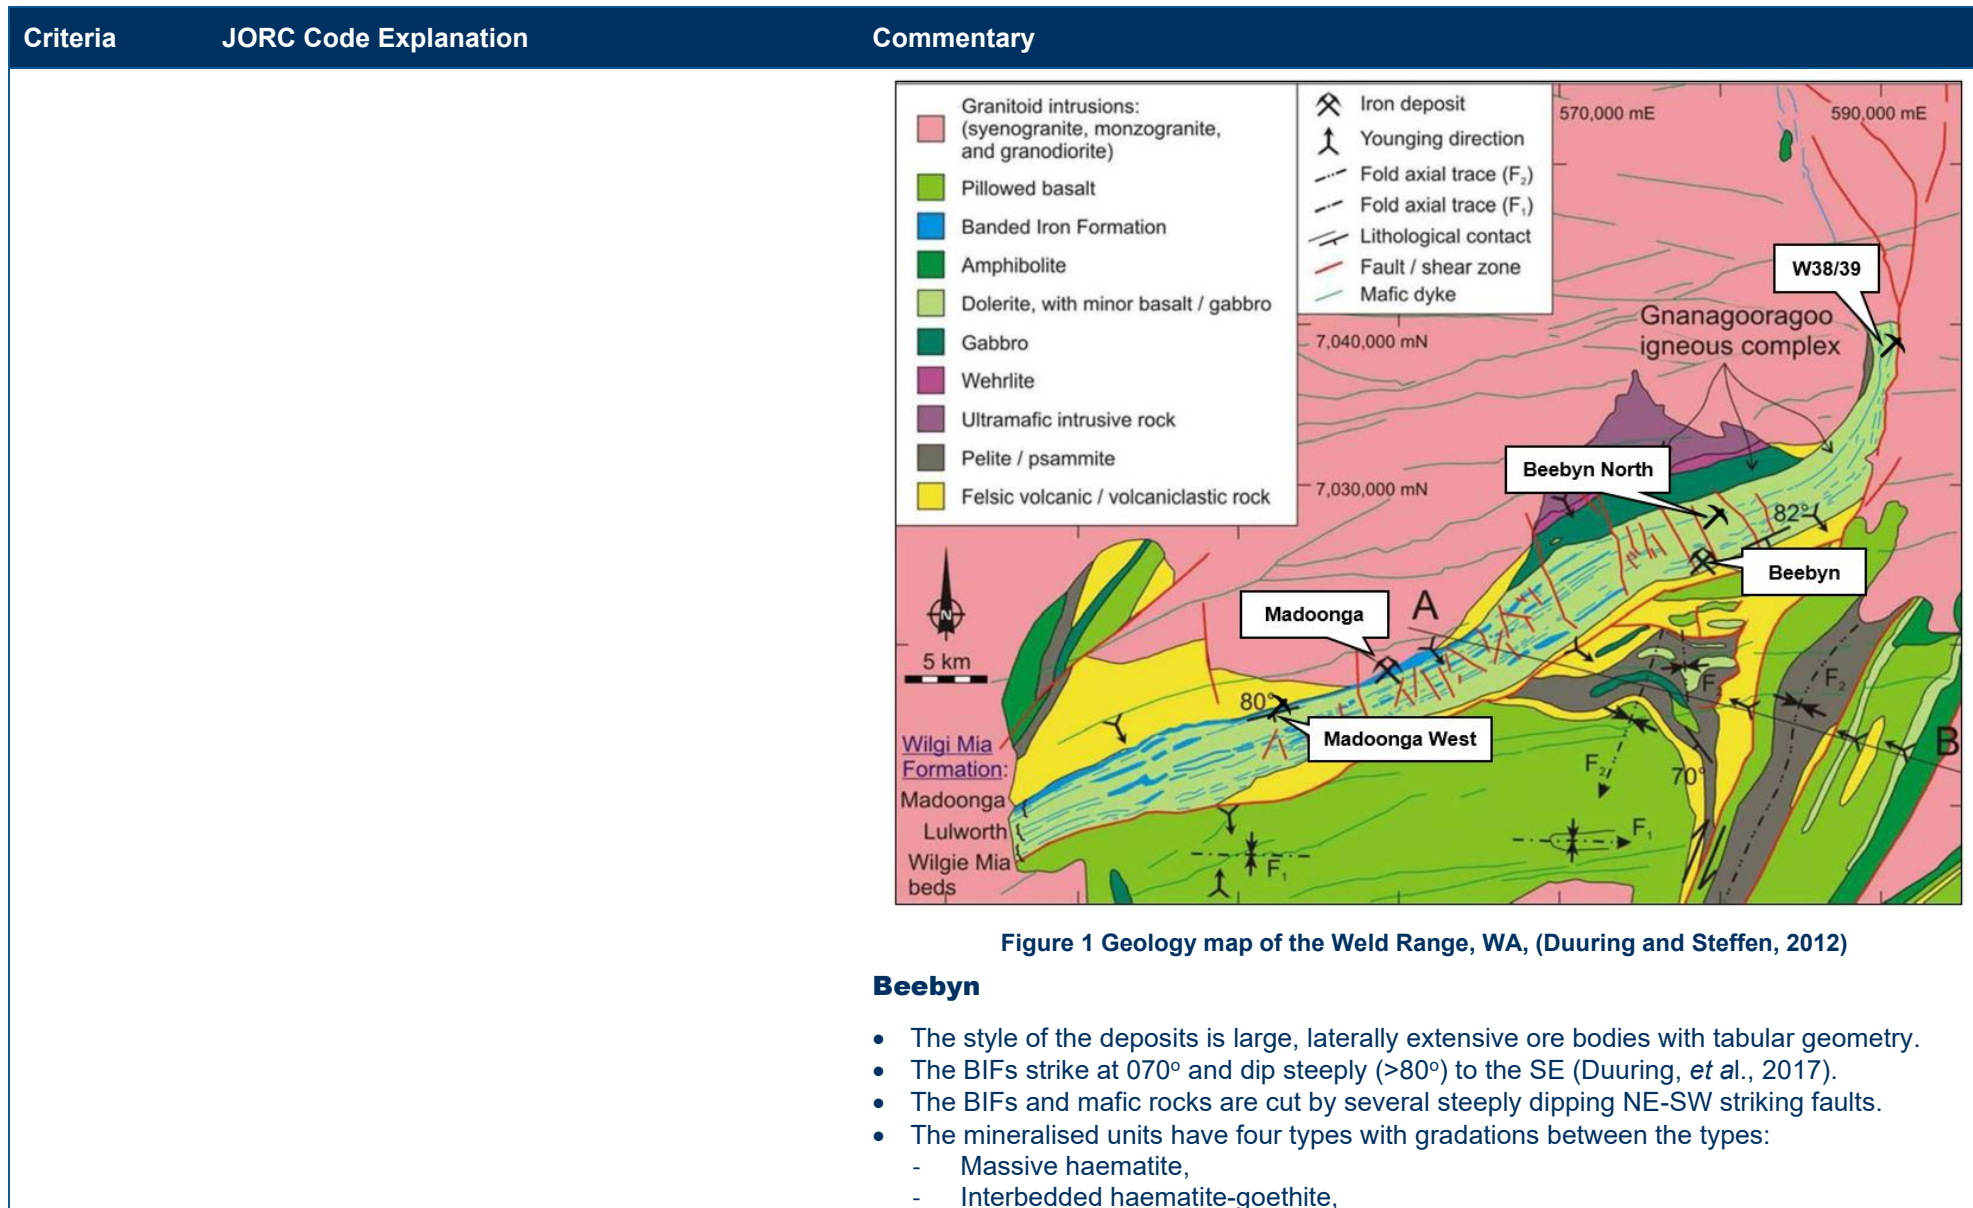 Criteria JORC Code Explanation Commentary
Granitoid intrusions:
(syenogranite, monzogranite,
and granodiorite)
Pillowed basalt
Banded Iron Formation
Amphibolite
Dolerite, with minor basalt / gabbro
Gabbro
Wehrlite
Ultramafic intrusive rock
Pelite / psammite
Felsic volcanic / volcaniclastic rock
Iron deposit
Younging direction
Fold axial trace (F₂)
Fold axial trace (F₁)
Lithological contact
Fault / shear zone
Mafic dyke
570,000 mE
590,000 mE
W38/39
Gnanagooragoo
igneous complex
7,040,000 mN
Beebyn North
7,030,000 mN
82°
Beebyn
N
Madoonga
A
5 km
F₂
F₂
80°
Madoonga West
B
Wilgi Mia
Formation:
F₂
70°
Madoonga
Lulworth
Wilgie Mia
beds
F₁
F₁
Figure 1 Geology map of the Weld Range, WA, (Duuring and Steffen, 2012)
Beebyn
• The style of the deposits is large, laterally extensive ore bodies with tabular geometry.
• The BIFs strike at 070º and dip steeply (>80º) to the SE (Duuring, et al., 2017).
• The BIFs and mafic rocks are cut by several steeply dipping NE-SW striking faults.
• The mineralised units have four types with gradations between the types:
- Massive haematite,
- Interbedded haematite-goethite,